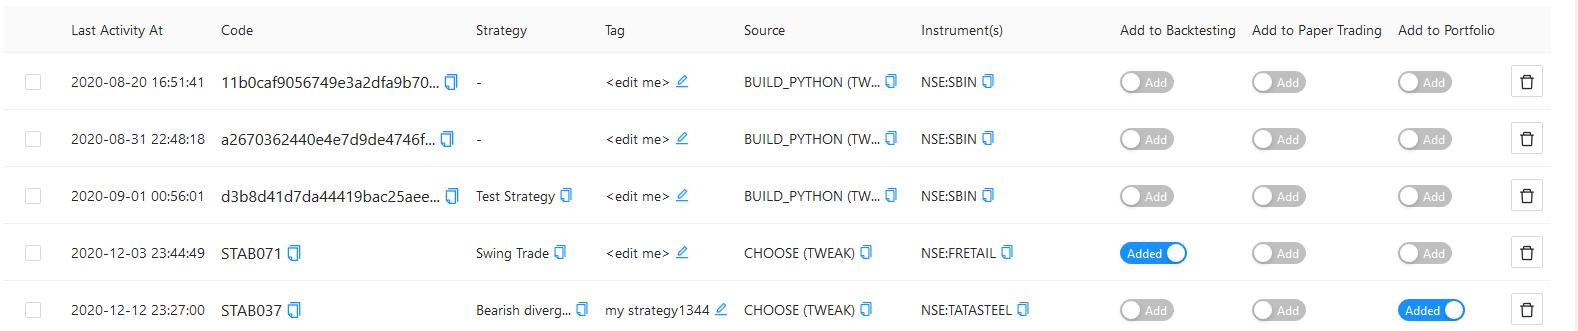 Last Activity At Code Strategy Tag Source Instrument(s) Add to Backtesting Add to Paper Trading Add to Portfolio
2020-08-20 16:51:41 11b0caf9056749e3a2dfa9b70... - <edit me> BUILD_PYTHON (TW... NSE:SBIN Add Add Add
2020-08-31 22:48:18 a2670362440e4e7d9de4746f... - <edit me> BUILD_PYTHON (TW... NSE:SBIN Add Add Add
2020-09-01 00:56:01 d3b8d41d7da44419bac25aee... Test Strategy <edit me> BUILD_PYTHON (TW... NSE:SBIN Add Add Add
2020-12-03 23:44:49 STAB071 Swing Trade <edit me> CHOOSE (TWEAK) NSE:FRETAIL Added Add Add
2020-12-12 23:27:00 STAB037 Bearish diverg... my strategy1344 CHOOSE (TWEAK) NSE:TATASTEEL Add Add Added